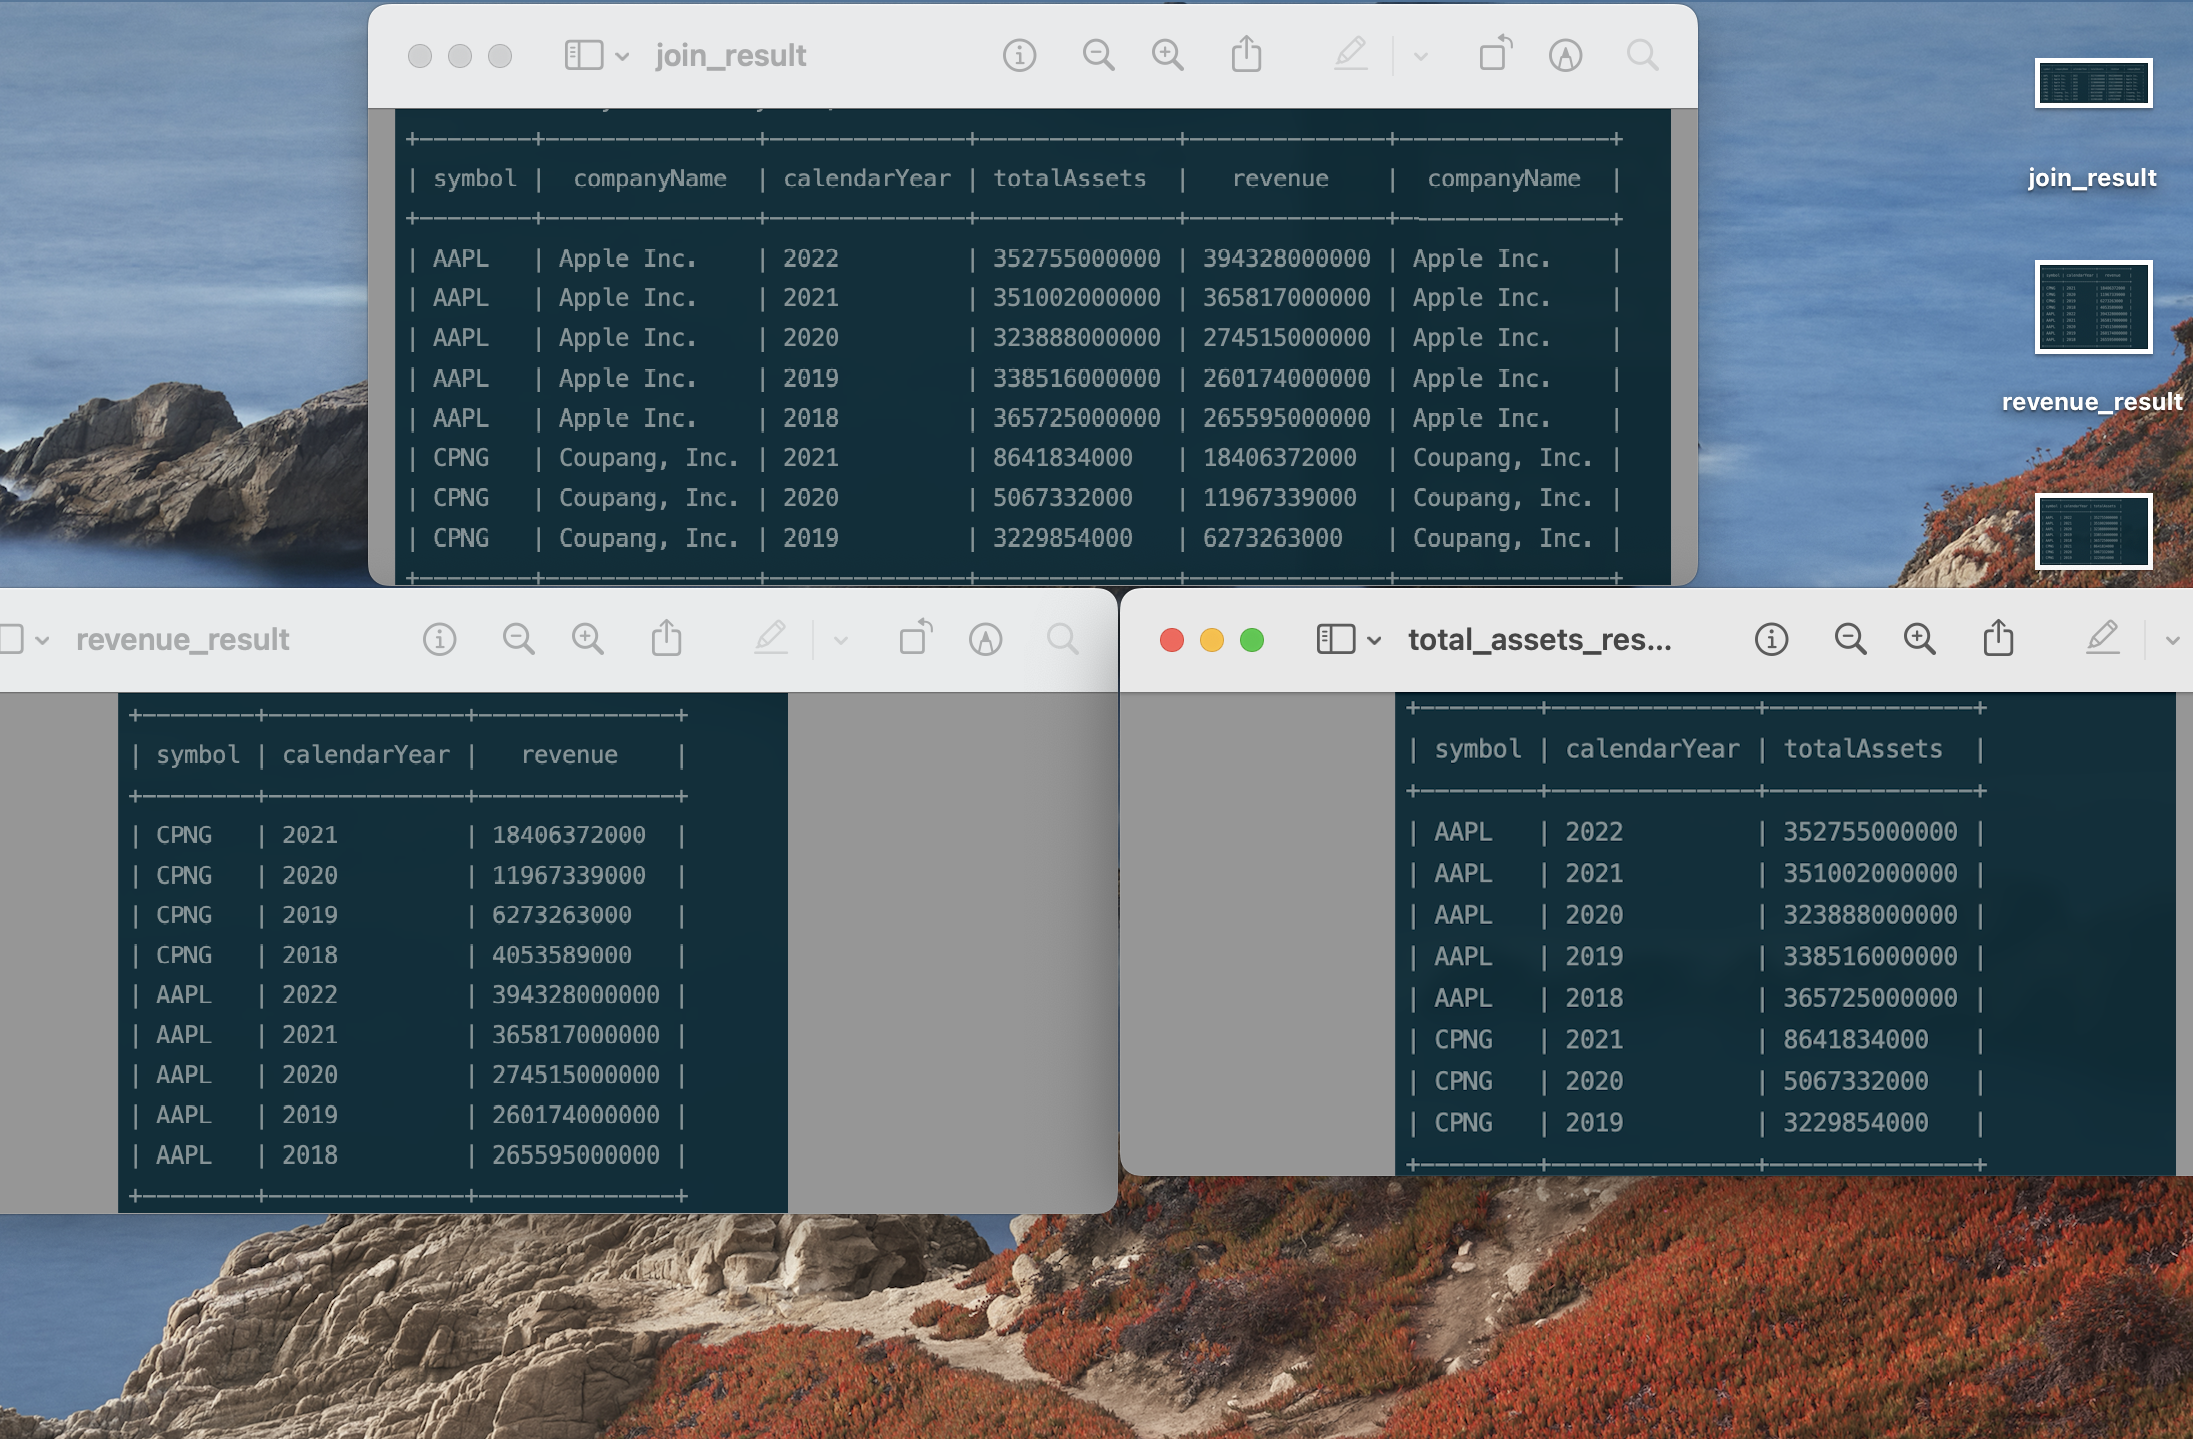 join_result
| symbol | companyName | calendarYear | totalAssets | revenue | companyName |
| AAPL | Apple Inc. | 2022 | 352755000000 | 394328000000 | Apple Inc. |
| AAPL | Apple Inc. | 2021 | 351002000000 | 365817000000 | Apple Inc. |
| AAPL | Apple Inc. | 2020 | 323888000000 | 274515000000 | Apple Inc. |
| AAPL | Apple Inc. | 2019 | 338516000000 | 260174000000 | Apple Inc. |
| AAPL | Apple Inc. | 2018 | 365725000000 | 265595000000 | Apple Inc. |
| CPNG | Coupang, Inc. | 2021 | 8641834000 | 18406372000 | Coupang, Inc. |
| CPNG | Coupang, Inc. | 2020 | 5067332000 | 11967339000 | Coupang, Inc. |
| CPNG | Coupang, Inc. | 2019 | 3229854000 | 6273263000 | Coupang, Inc. |
join_result
revenue_result
revenue_result
| symbol | calendarYear | revenue |
| CPNG | 2021 | 18406372000 |
| CPNG | 2020 | 11967339000 |
| CPNG | 2019 | 6273263000 |
| CPNG | 2018 | 4053589000 |
| AAPL | 2022 | 394328000000 |
| AAPL | 2021 | 365817000000 |
| AAPL | 2020 | 274515000000 |
| AAPL | 2019 | 260174000000 |
| AAPL | 2018 | 265595000000 |
total_assets_res...
| symbol | calendarYear | totalAssets |
| AAPL | 2022 | 352755000000 |
| AAPL | 2021 | 351002000000 |
| AAPL | 2020 | 323888000000 |
| AAPL | 2019 | 338516000000 |
| AAPL | 2018 | 365725000000 |
| CPNG | 2021 | 8641834000 |
| CPNG | 2020 | 5067332000 |
| CPNG | 2019 | 3229854000 |